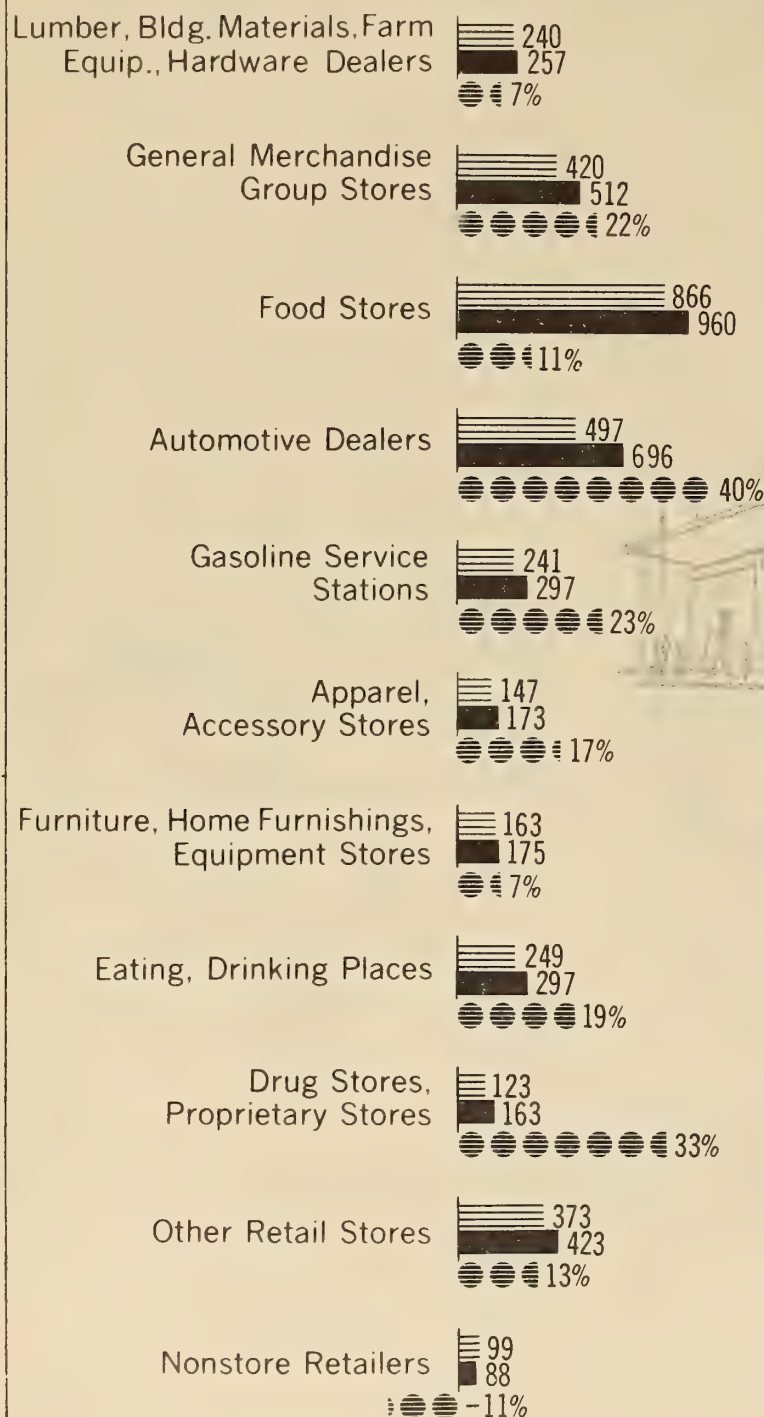 Lumber, Bldg. Materials, Farm
Equip., Hardware Dealers
240
257
7%
General Merchandise
Group Stores
420
512
22%
Food Stores
866
960
11%
Automotive Dealers
497
696
40%
Gasoline Service
Stations
241
297
23%
Apparel,
Accessory Stores
147
173
17%
Furniture, Home Furnishings,
Equipment Stores
163
175
7%
Eating, Drinking Places
249
297
19%
Drug Stores,
Proprietary Stores
123
163
33%
Other Retail Stores
373
423
13%
Nonstore Retailers
99
88
-11%